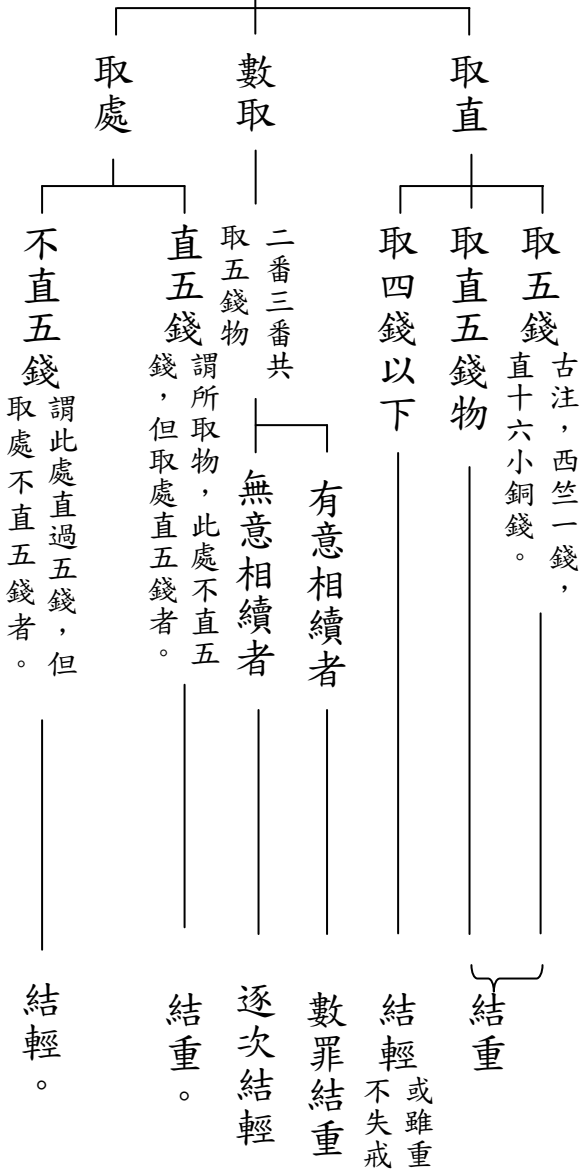 取直
取五錢
古注，西竺一錢，
直十六小銅錢。
取直五錢物
結重
取四錢以下
結輕
或雖重
不失戒
數取
二番三番共
取五錢物
有意相續者
數罪結重
無意相續者
逐次結輕
取處
直五錢
謂所取物，此處不直五
錢，但取處直五錢者。
結重。
不直五錢
謂此處直過五錢，但
取處不直五錢者。
結輕。